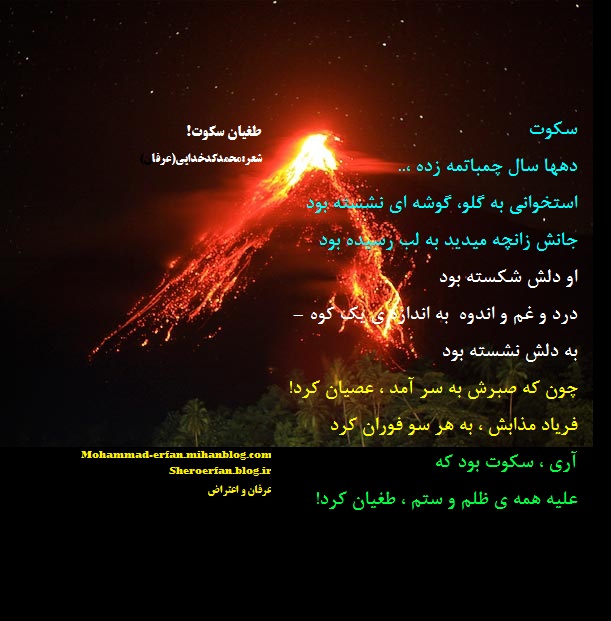 طغیان سکوت!
شعر:محمدکدخدایی(عرفان)
سکوت
دهها سال چمباتمه زده ،..
استخوانی به گلو، گوشه ای نشسته بود
جانش زانچه میدید به لب رسیده بود
او دلش شکسته بود
درد و غم و اندوه به اندازه ی یک کوه –
به دلش نشسته بود
چون که صبرش به سر آمد ، عصیان کرد!
فریاد مذابش ، به هر سو فوران کرد
آری ، سکوت بود که
علیه همه ی ظلم و ستم ، طغیان کرد!
Mohammad-erfan.mihanblog.com
Sheroerfan.blog.ir
عرفان و اعتراض